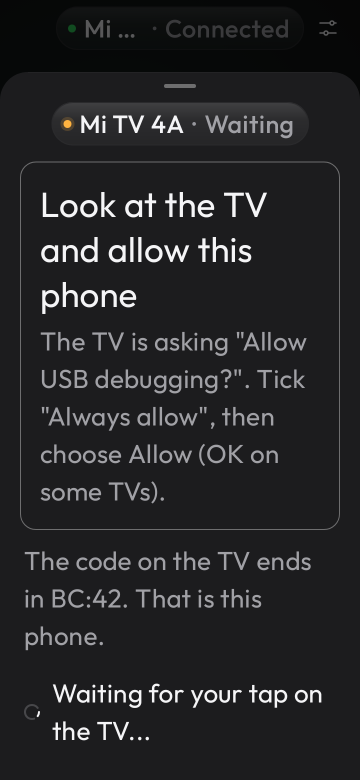 Mi ... · Connected
Mi TV 4A · Waiting
Look at the TV
and allow this
phone
The TV is asking "Allow
USB debugging?". Tick
"Always allow", then
choose Allow (OK on
some TVs).
The code on the TV ends
in BC:42. That is this
phone.
Waiting for your tap on
the TV...